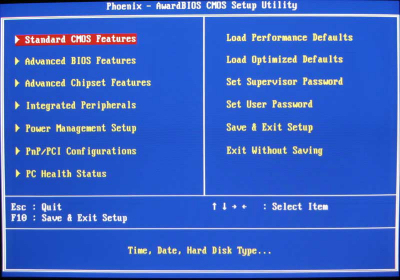 Phoenix - AwardBIOS CMOS Setup Utility
Standard CMOS Features
Advanced BIOS Features
Advanced Chipset Features
Integrated Peripherals
Power Management Setup
PnP/PCI Configurations
PC Health Status
Load Performance Defaults
Load Optimized Defaults
Set Supervisor Password
Set User Password
Save & Exit Setup
Exit Without Saving
Esc : Quit
F10 : Save & Exit Setup
↑ ↓ → ← : Select Item
Time, Date, Hard Disk Type...